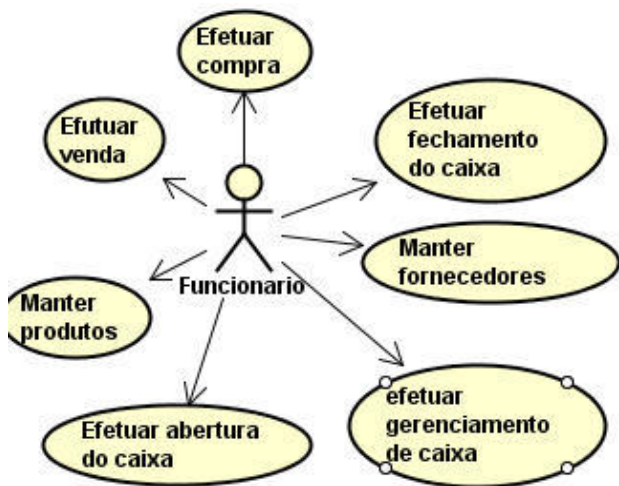 Efetuar
compra
Efutuar
venda
Efetuar
fechamento
do caixa
Manter
fornecedores
Funcionario
Manter
produtos
Efetuar abertura
do caixa
efetuar
gerenciamento
de caixa